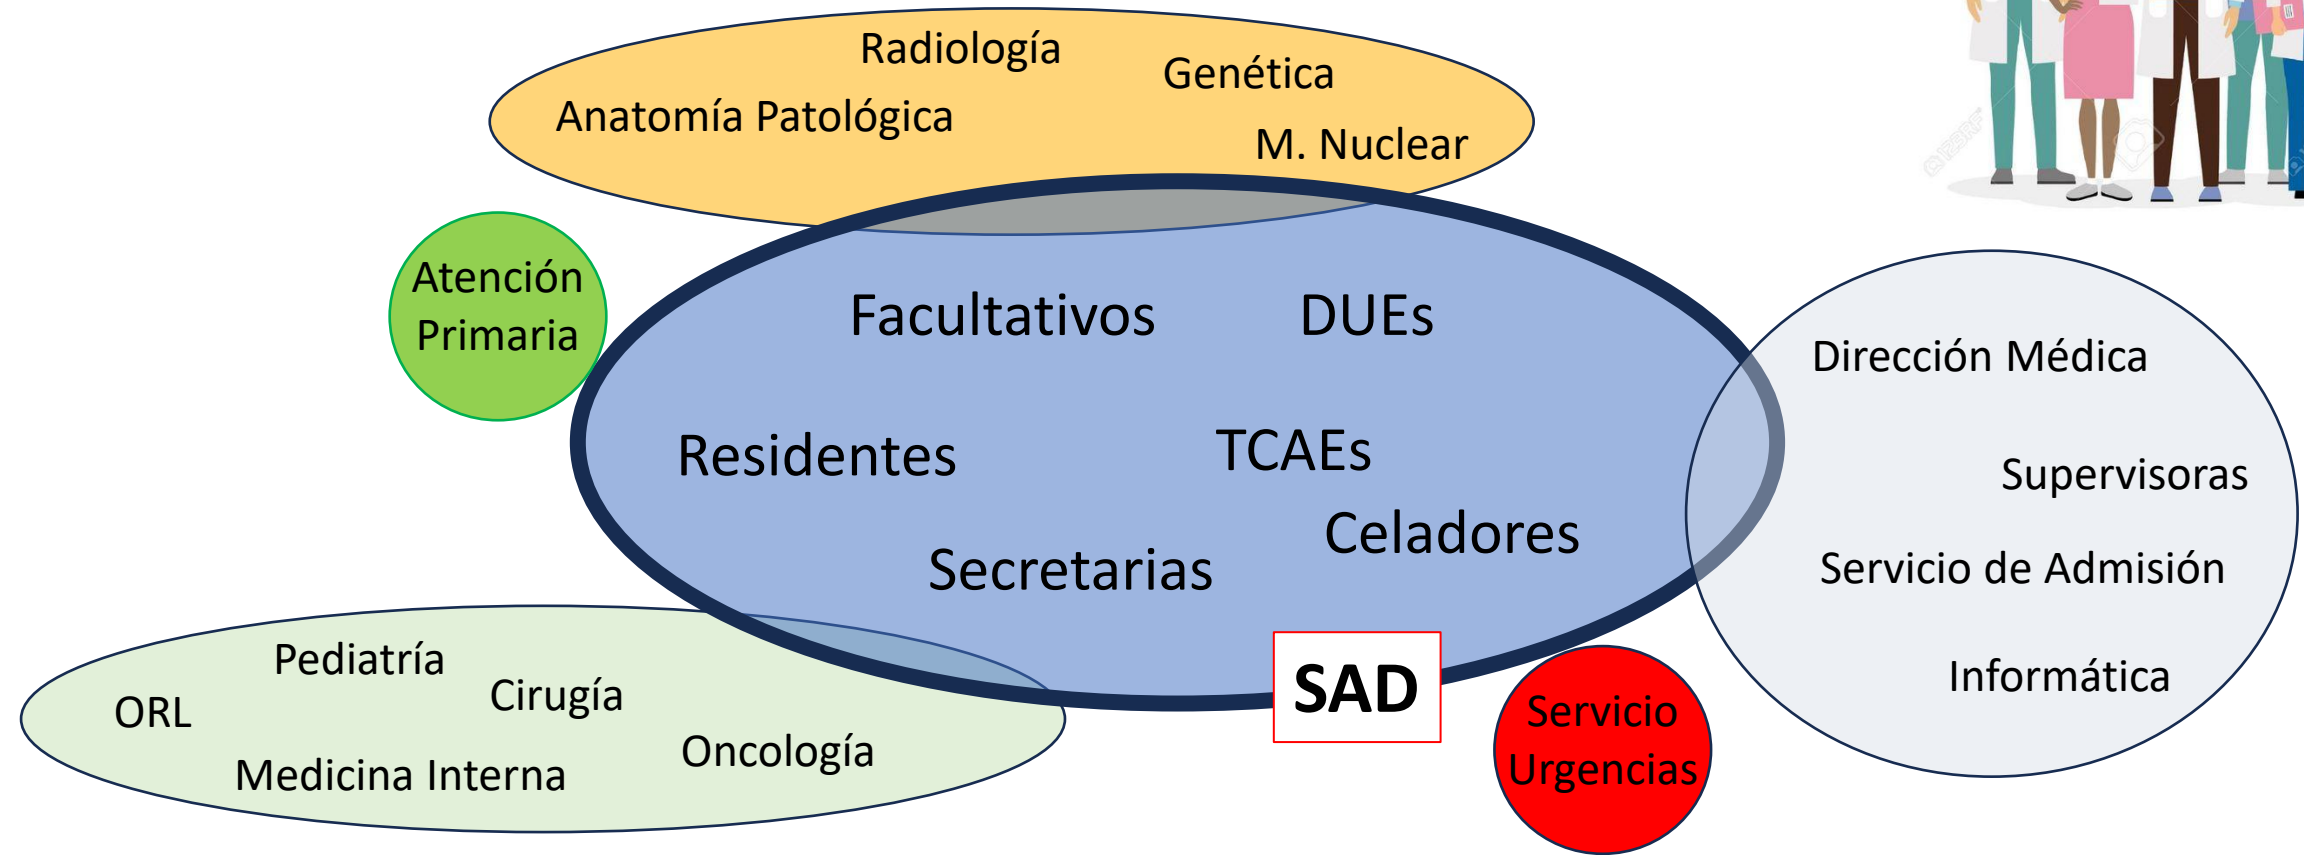 Radiología
Genética
Anatomía Patológica
M. Nuclear
Atención
Primaria
Facultativos
DUEs
Residentes
TCAEs
Celadores
Secretarias
SAD
Dirección Médica
Supervisoras
Servicio de Admisión
Informática
Pediatría
ORL
Cirugía
Oncología
Medicina Interna
Servicio
Urgencias
123RF